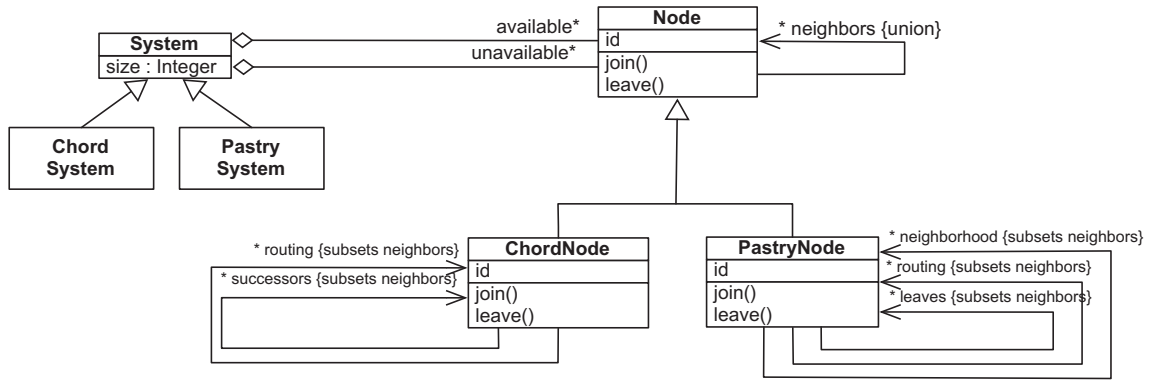 available*
Node
* neighbors {union}
System
id
unavailable*
size : Integer
join()
leave()
Chord
System
Pastry
System
* routing {subsets neighbors}
ChordNode
PastryNode
* neighborhood {subsets neighbors}
* successors {subsets neighbors}
id
id
* routing {subsets neighbors}
join()
join()
* leaves {subsets neighbors}
leave()
leave()